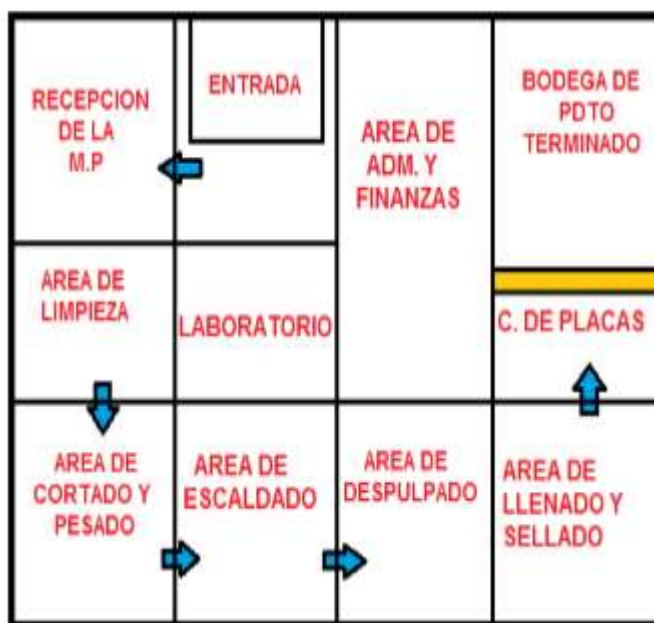 RECEPCION
DE LA
M.P
ENTRADA
AREA DE
ADM. Y
FINANZAS
BODEGA DE
PDTO
TERMINADO
AREA DE
LIMPIEZA
LABORATORIO
C. DE PLACAS
AREA DE
CORTADO Y
PESADO
AREA DE
ESCALDADO
AREA DE
DESPULPADO
AREA DE
LLENADO Y
SELLADO